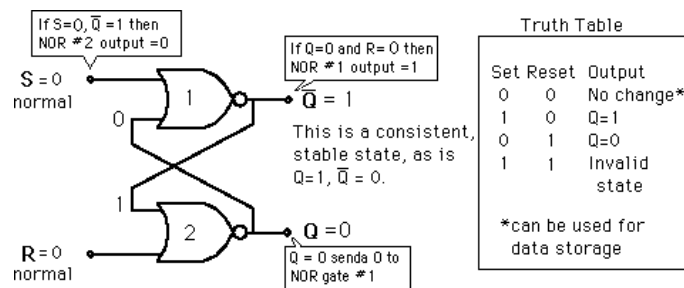 If S=0, Q̅ =1 then
NOR #2 output =0
S = 0
normal
1
0
If Q=0 and R= 0 then
NOR #1 output =1
Q̅ = 1
This is a consistent,
stable state, as is
Q=1, Q̅ = 0.
1
2
R = 0
normal
Q =0
Q = 0 senda 0 to
NOR gate #1
Truth Table
Set Reset Output
0 0 No change*
1 0 Q=1
0 1 Q=0
1 1 Invalid
state
*can be used for
data storage